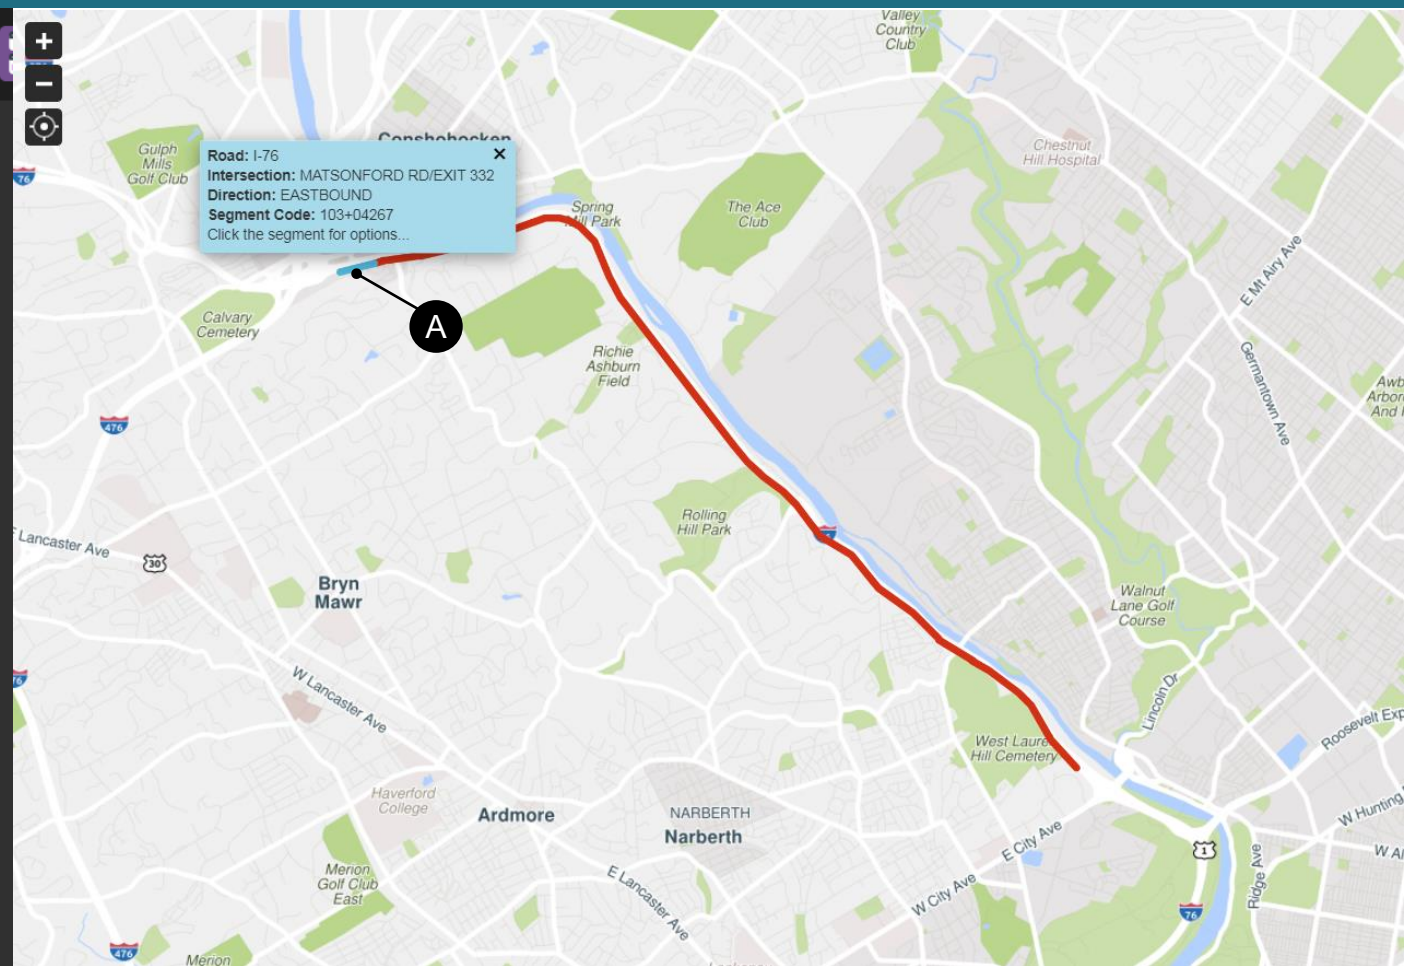 Valley
Country
Club
+
−
Conshohocken
Gulph
Mills
Golf Club
76
Road: I-76
Intersection: MATSONFORD RD/EXIT 332
Direction: EASTBOUND
Segment Code: 103+04267
Click the segment for options...
×
Chestnut
Hill Hospital
Spring
Mill Park
The Ace
Club
E Mt Airy Ave
Calvary
Cemetery
A
Richie
Ashburn
Field
Germantown Ave
476
Rolling
Hill Park
Lancaster Ave
30
Bryn
Mawr
Walnut
Lane Golf
Course
W Lancaster Ave
Lincoln Dr
West Laurel
Hill Cemetery
Haverford
College
Ardmore
NARBERTH
Narberth
E City Ave
1
Merion
Golf Club
East
E Lancaster Ave
W City Ave
Ridge Ave
76
476
Merion